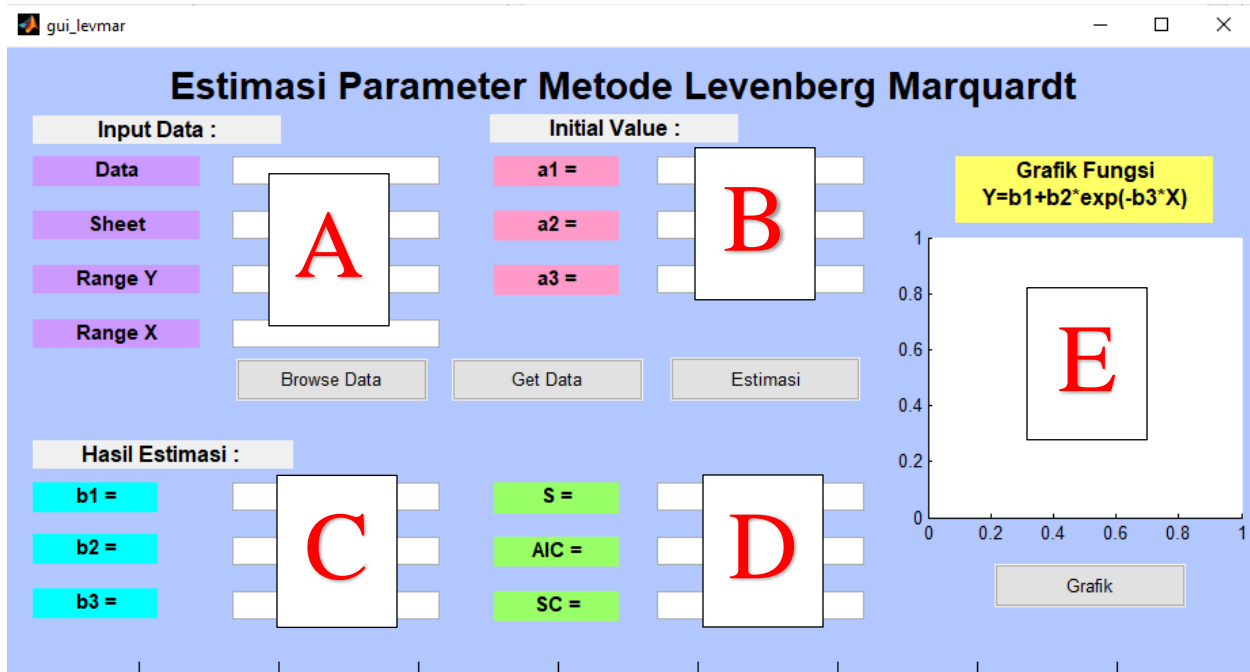 gui_levmar
Estimasi Parameter Metode Levenberg Marquardt
Input Data :
Data
Sheet
Range Y
Range X
A
Initial Value :
a1 =
a2 =
a3 =
B
Browse Data
Get Data
Estimasi
Grafik Fungsi
Y=b1+b2*exp(-b3*X)
1
0.8
0.6
0.4
0.2
0
0 0.2 0.4 0.6 0.8 1
E
Grafik
Hasil Estimasi :
b1 =
b2 =
b3 =
C
S =
AIC =
SC =
D